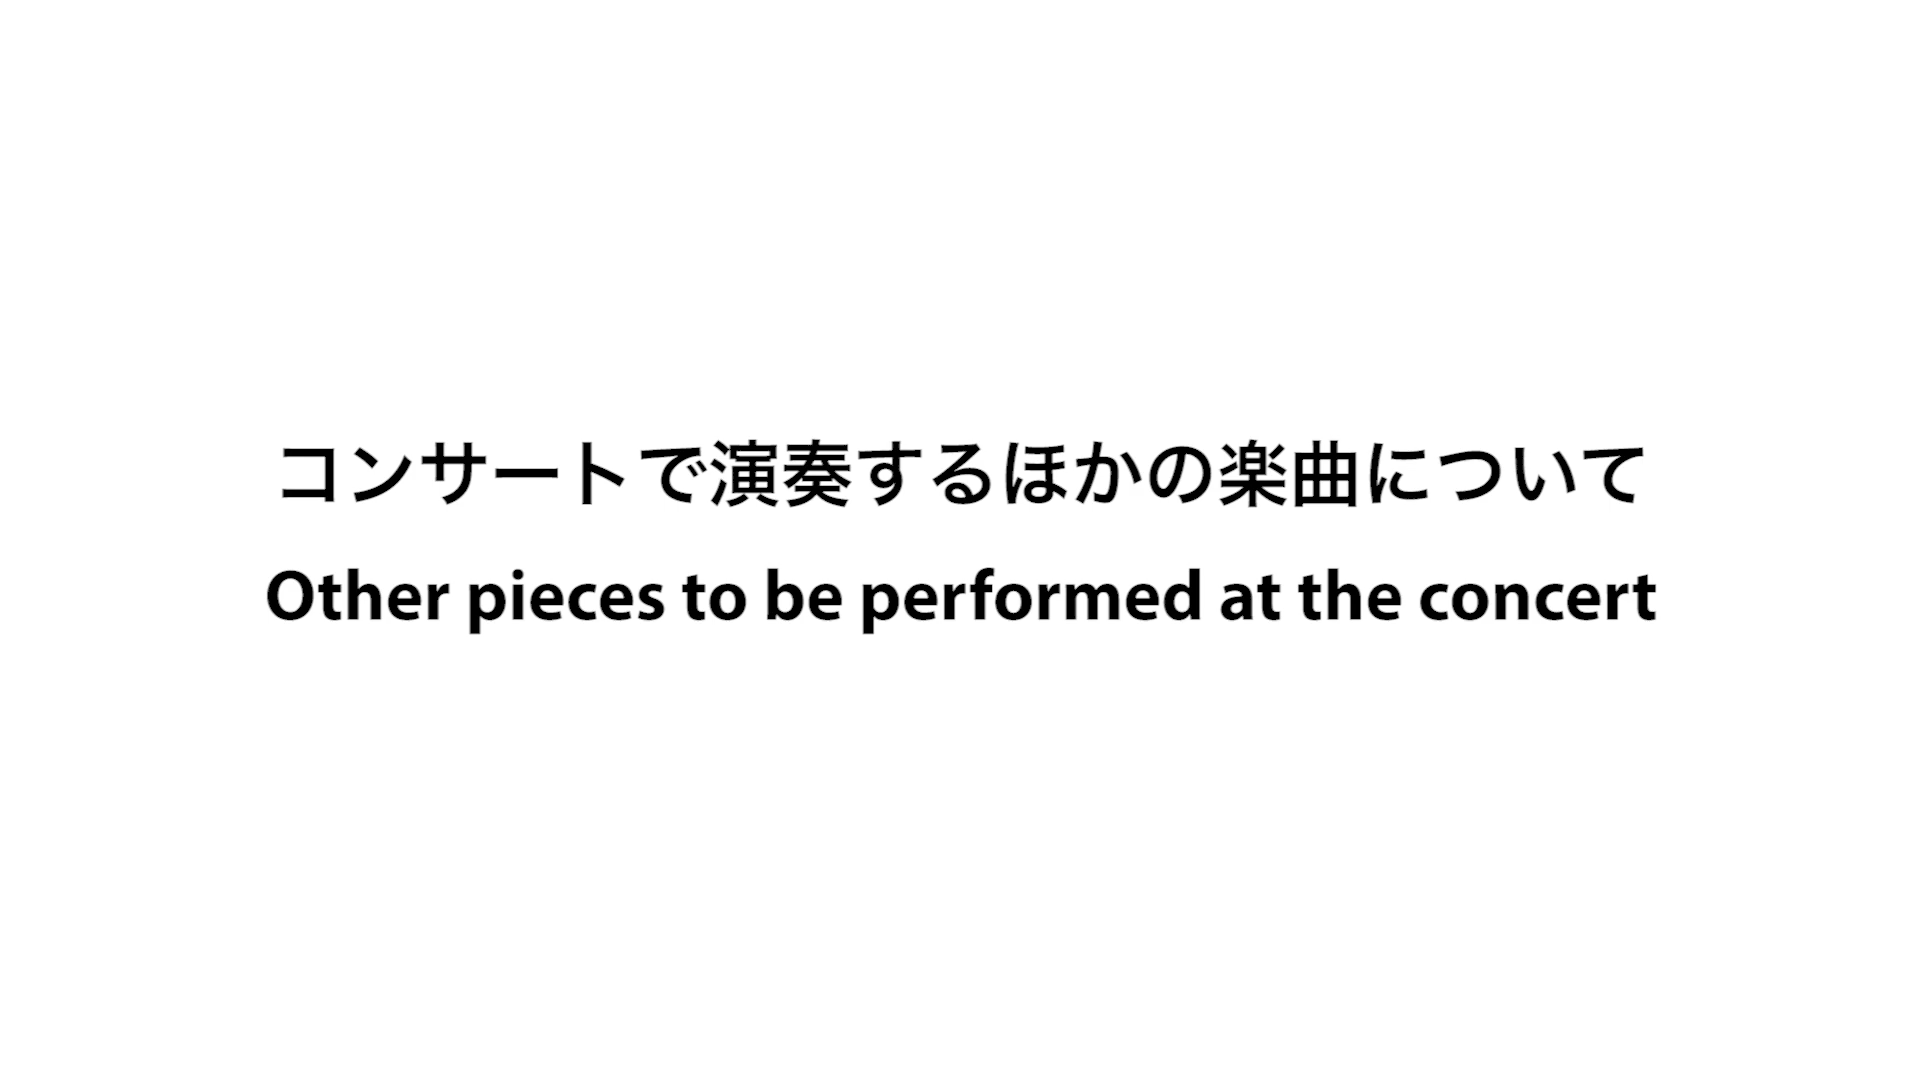 コンサートで演奏するほかの楽曲について
Other pieces to be performed at the concert